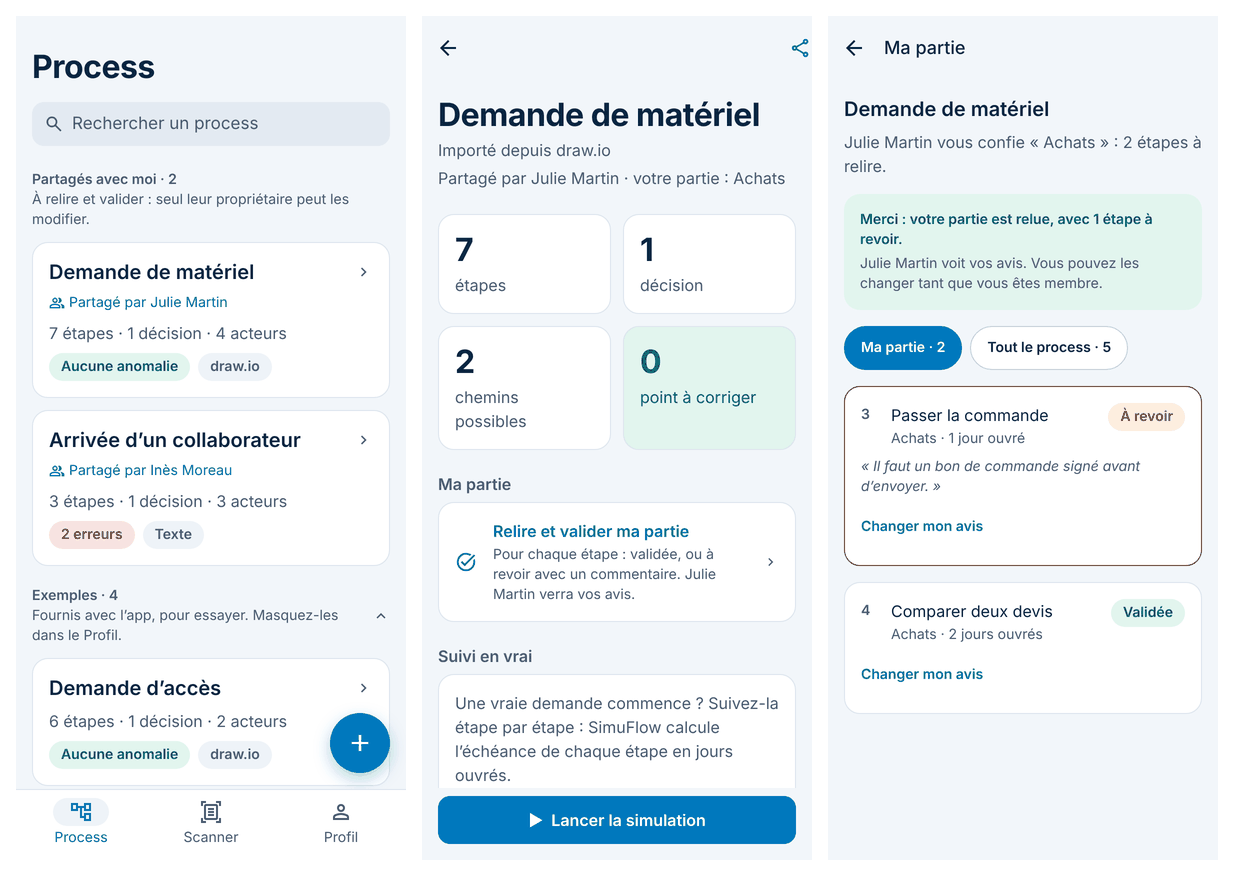 Process
Rechercher un process
Partagés avec moi · 2
À relire et valider : seul leur propriétaire peut les
modifier.
Demande de matériel
Partagé par Julie Martin
7 étapes · 1 décision · 4 acteurs
Aucune anomalie
draw.io
Arrivée d’un collaborateur
Partagé par Inès Moreau
3 étapes · 1 décision · 3 acteurs
2 erreurs
Texte
Exemples · 4
Fournis avec l’app, pour essayer. Masquez-les
dans le Profil.
Demande d’accès
6 étapes · 1 décision · 2 acteurs
Aucune anomalie
draw.io
Process
Scanner
Profil
Demande de matériel
Importé depuis draw.io
Partagé par Julie Martin · votre partie : Achats
7
étapes
1
décision
2
chemins
possibles
0
point à corriger
Ma partie
Relire et valider ma partie
Pour chaque étape : validée, ou à
revoir avec un commentaire. Julie
Martin verra vos avis.
Suivi en vrai
Une vraie demande commence ? Suivez-la
étape par étape : SimuFlow calcule
l’échéance de chaque étape en jours
ouvrés.
Lancer la simulation
Ma partie
Demande de matériel
Julie Martin vous confie « Achats » : 2 étapes à
relire.
Merci : votre partie est relue, avec 1 étape à
revoir.
Julie Martin voit vos avis. Vous pouvez les
changer tant que vous êtes membre.
Ma partie · 2
Tout le process · 5
3 Passer la commande
À revoir
Achats · 1 jour ouvré
« Il faut un bon de commande signé avant
d’envoyer. »
Changer mon avis
4 Comparer deux devis
Validée
Achats · 2 jours ouvrés
Changer mon avis